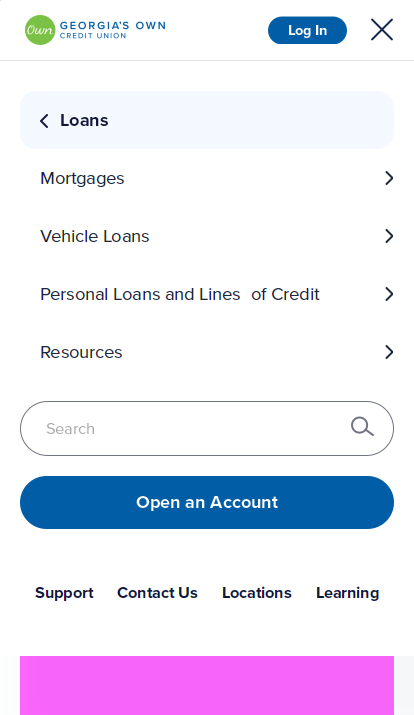 Own
GEORGIA'S OWN
CREDIT UNION
Log In
Loans
Mortgages
Vehicle Loans
Personal Loans and Lines  of Credit
Resources
Search
Open an Account
Support
Contact Us
Locations
Learning